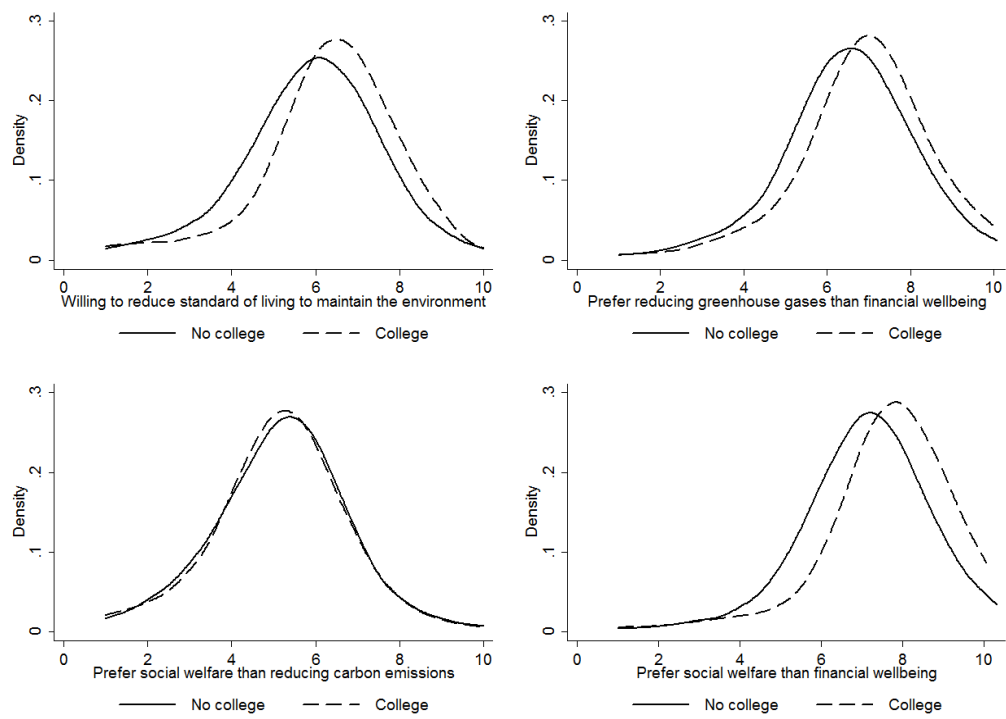 Density
0 .1 .2 .3
0 2 4 6 8 10
Willing to reduce standard of living to maintain the environment
No college College
Density
0 .1 .2 .3
0 2 4 6 8 10
Prefer reducing greenhouse gases than financial wellbeing
No college College
Density
0 .1 .2 .3
0 2 4 6 8 10
Prefer social welfare than reducing carbon emissions
No college College
Density
0 .1 .2 .3
0 2 4 6 8 10
Prefer social welfare than financial wellbeing
No college College